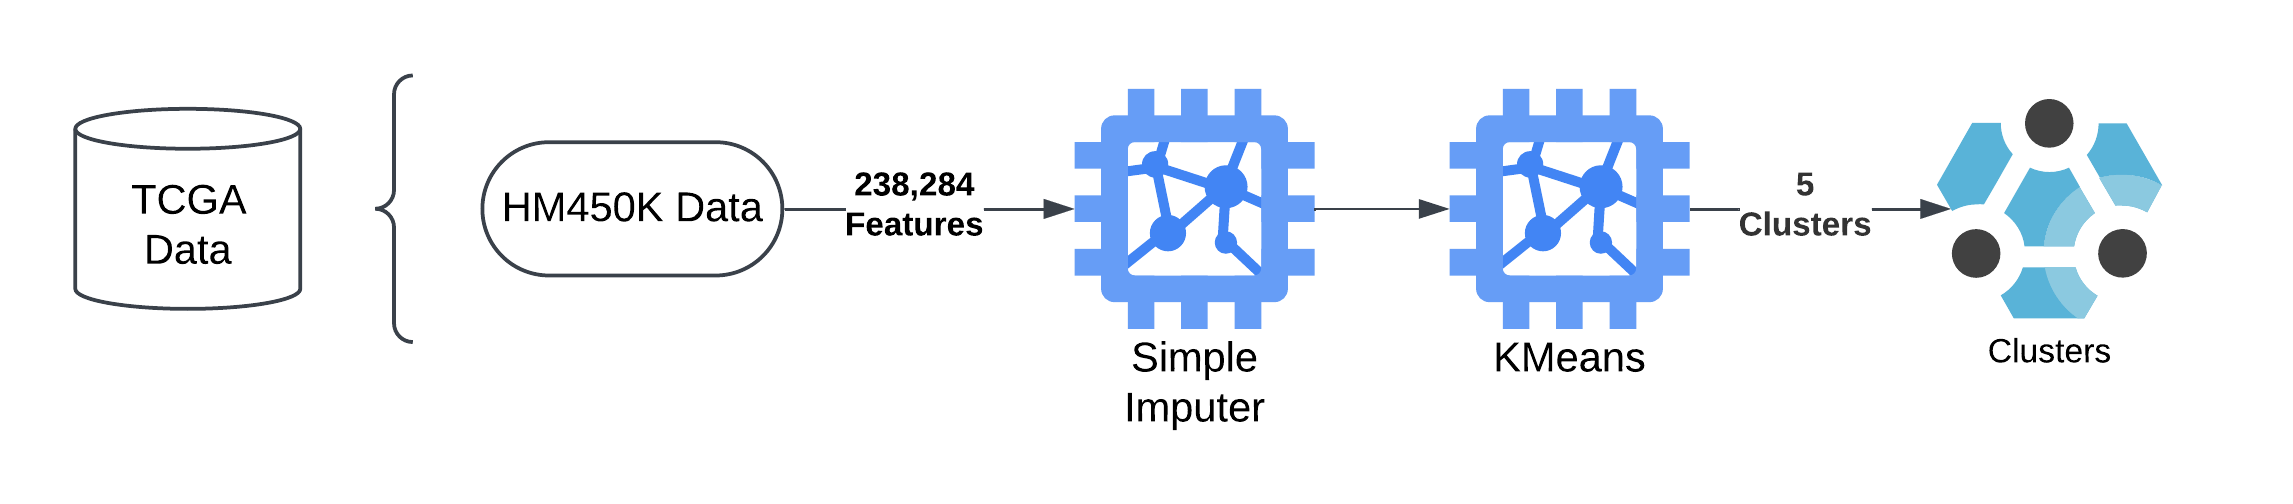 TCGA
Data
HM450K Data
238,284
Features
Simple
Imputer
KMeans
5
Clusters
Clusters